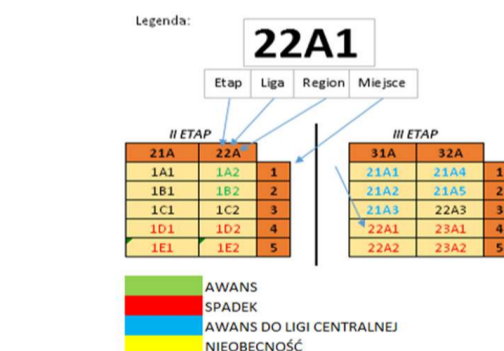 Legenda:
22A1
Etap Liga Region Miejsce
II ETAP III ETAP
21A 22A 31A 32A
1A1 1A2 1 21A1 21A4 1
1B1 1B2 2 21A2 21A5 2
1C1 1C2 3 21A3 22A3 3
1D1 1D2 4 22A1 23A1 4
1E1 1E2 5 22A2 23A2 5
AWANS
SPADEK
AWANS DO LIGI CENTRALNEJ
NIEOBECNOŚĆ